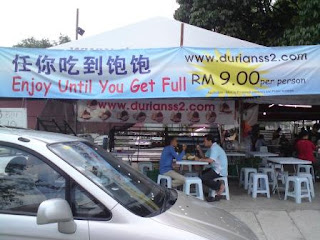 任你吃到饱饱
Enjoy Until You Get Full
www.durianss2.com
RM 9.00 per person
www.durianss2.com